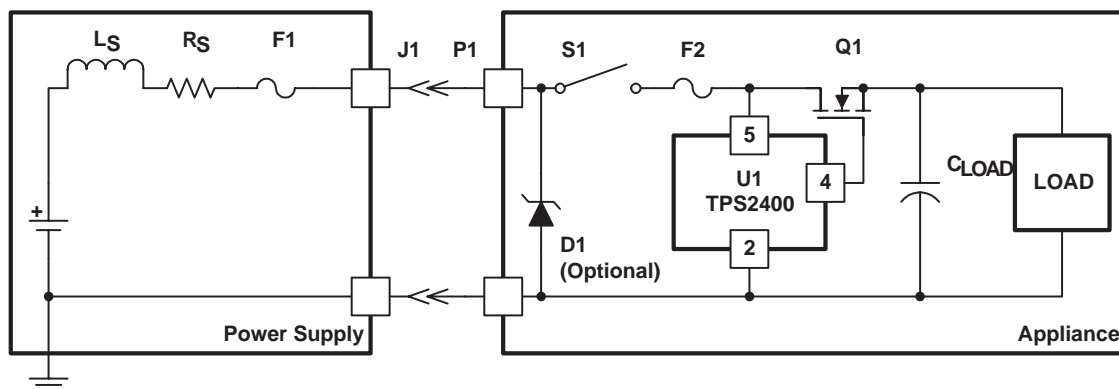 LS
RS
F1
J1
P1
S1
F2
Q1
+
5
U1
TPS2400
4
2
D1
(Optional)
CLOAD
LOAD
Power Supply
Appliance